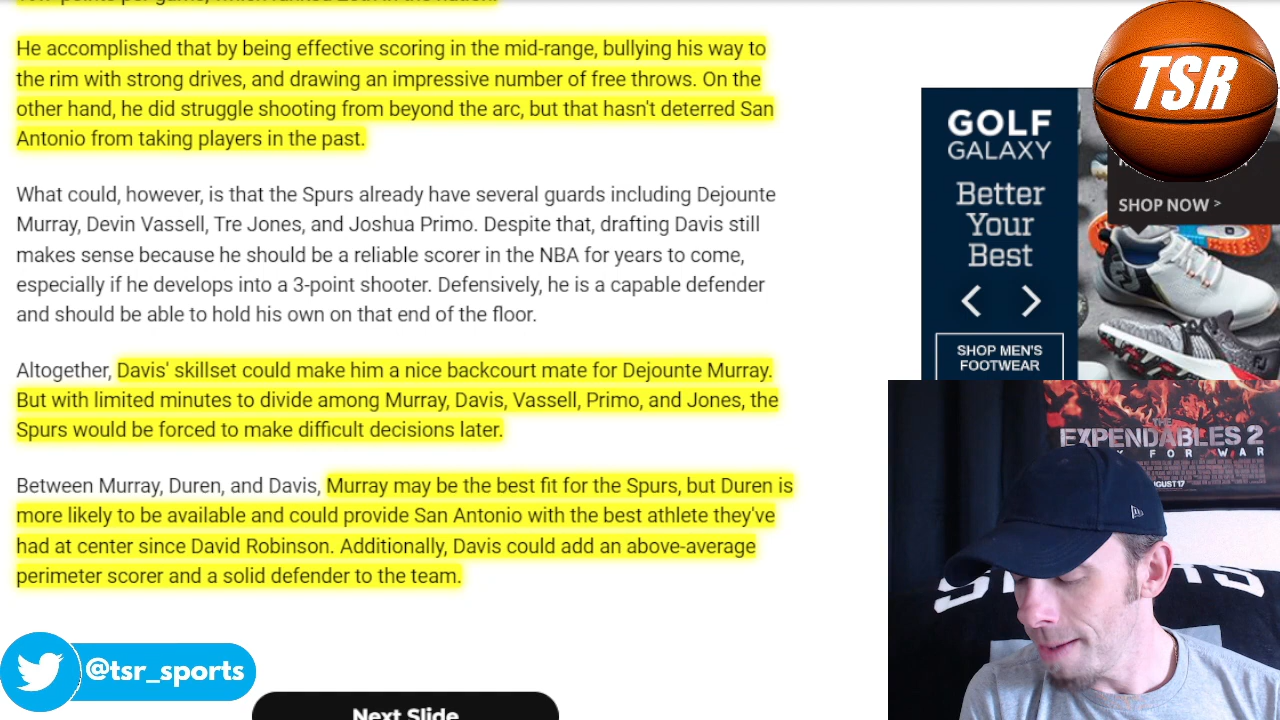 He accomplished that by being effective scoring in the mid-range, bullying his way to
the rim with strong drives, and drawing an impressive number of free throws. On the
other hand, he did struggle shooting from beyond the arc, but that hasn't deterred San
Antonio from taking players in the past.
What could, however, is that the Spurs already have several guards including Dejounte
Murray, Devin Vassell, Tre Jones, and Joshua Primo. Despite that, drafting Davis still
makes sense because he should be a reliable scorer in the NBA for years to come,
especially if he develops into a 3-point shooter. Defensively, he is a capable defender
and should be able to hold his own on that end of the floor.
Altogether, Davis' skillset could make him a nice backcourt mate for Dejounte Murray.
But with limited minutes to divide among Murray, Davis, Vassell, Primo, and Jones, the
Spurs would be forced to make difficult decisions later.
Between Murray, Duren, and Davis, Murray may be the best fit for the Spurs, but Duren is
more likely to be available and could provide San Antonio with the best athlete they've
had at center since David Robinson. Additionally, Davis could add an above-average
perimeter scorer and a solid defender to the team.
@tsr_sports
Next Slide
TSR
GOLF
GALAXY
Better
Your
Best
SHOP MEN'S
FOOTWEAR
SHOP NOW >
THE
EXPENDABLES 2
FOR WAR
AUGUST 17